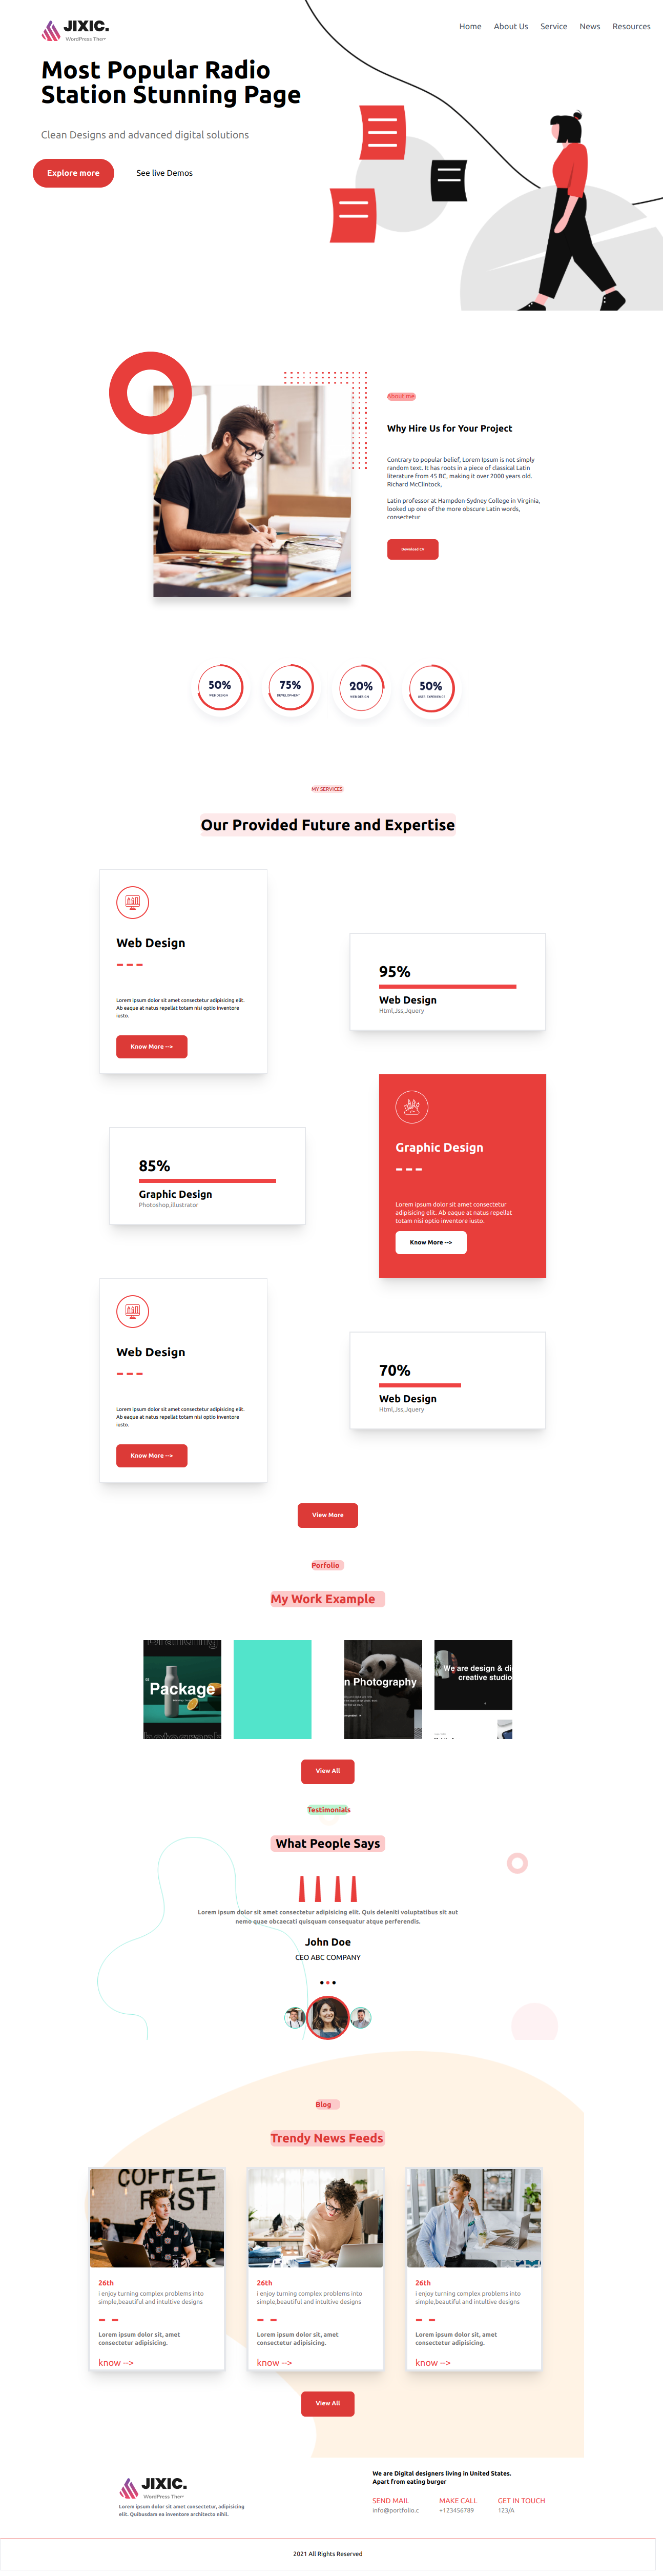 JIXIC.
WordPress Them
Home About Us Service News Resources
Most Popular Radio
Station Stunning Page
Clean Designs and advanced digital solutions
Explore more
See live Demos
About me
Why Hire Us for Your Project
Contrary to popular belief, Lorem Ipsum is not simply
random text. It has roots in a piece of classical Latin
literature from 45 BC, making it over 2000 years old.
Richard McClintock,
Latin professor at Hampden-Sydney College in Virginia,
looked up one of the more obscure Latin words,
consectetur
Download CV
50%
WEB DESIGN
75%
DEVELOPMENT
20%
WEB DESIGN
50%
USER EXPERIENCE
MY SERVICES
Our Provided Future and Expertise
Web Design
Lorem ipsum dolor sit amet consectetur adipisicing elit.
Ab eaque at natus repellat totam nisi optio inventore
iusto.
Know More -->
95%
Web Design
Html,Jss,Jquery
85%
Graphic Design
Photoshop,Illustrator
Graphic Design
Lorem ipsum dolor sit amet consectetur
adipisicing elit. Ab eaque at natus repellat
totam nisi optio inventore iusto.
Know More -->
Web Design
Lorem ipsum dolor sit amet consectetur adipisicing elit.
Ab eaque at natus repellat totam nisi optio inventore
iusto.
Know More -->
70%
Web Design
Html,Jss,Jquery
View More
Porfolio
My Work Example
Branding
Package
Photography
n Photography
We are design & di
creative studio
View All
Testimonials
What People Says
Lorem ipsum dolor sit amet consectetur adipisicing elit. Quis deleniti voluptatibus sit aut
nemo quae obcaecati quisquam consequatur atque perferendis.
John Doe
CEO ABC COMPANY
Blog
Trendy News Feeds
COFFEE
FIRST
26th
i enjoy turning complex problems into
simple,beautiful and intultive designs
Lorem ipsum dolor sit, amet
consectetur adipisicing.
know -->
26th
i enjoy turning complex problems into
simple,beautiful and intultive designs
Lorem ipsum dolor sit, amet
consectetur adipisicing.
know -->
26th
i enjoy turning complex problems into
simple,beautiful and intultive designs
Lorem ipsum dolor sit, amet
consectetur adipisicing.
know -->
View All
JIXIC.
WordPress Them
Lorem ipsum dolor sit amet consectetur, adipisicing
elit. Quibusdam ea inventore architecto nihil.
We are Digital designers living in United States.
Apart from eating burger
SEND MAIL
info@portfolio.c
MAKE CALL
+123456789
GET IN TOUCH
123/A
2021 All Rights Reserved